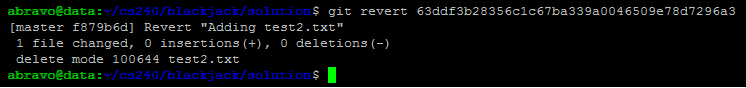 abravo@data:~/cs240/blackjack/solution$ git revert 63ddf3b28356c1c67ba339a0046509e78d7296a3
[master f879b6d] Revert "Adding test2.txt"
1 file changed, 0 insertions(+), 0 deletions(-)
delete mode 100644 test2.txt
abravo@data:~/cs240/blackjack/solution$